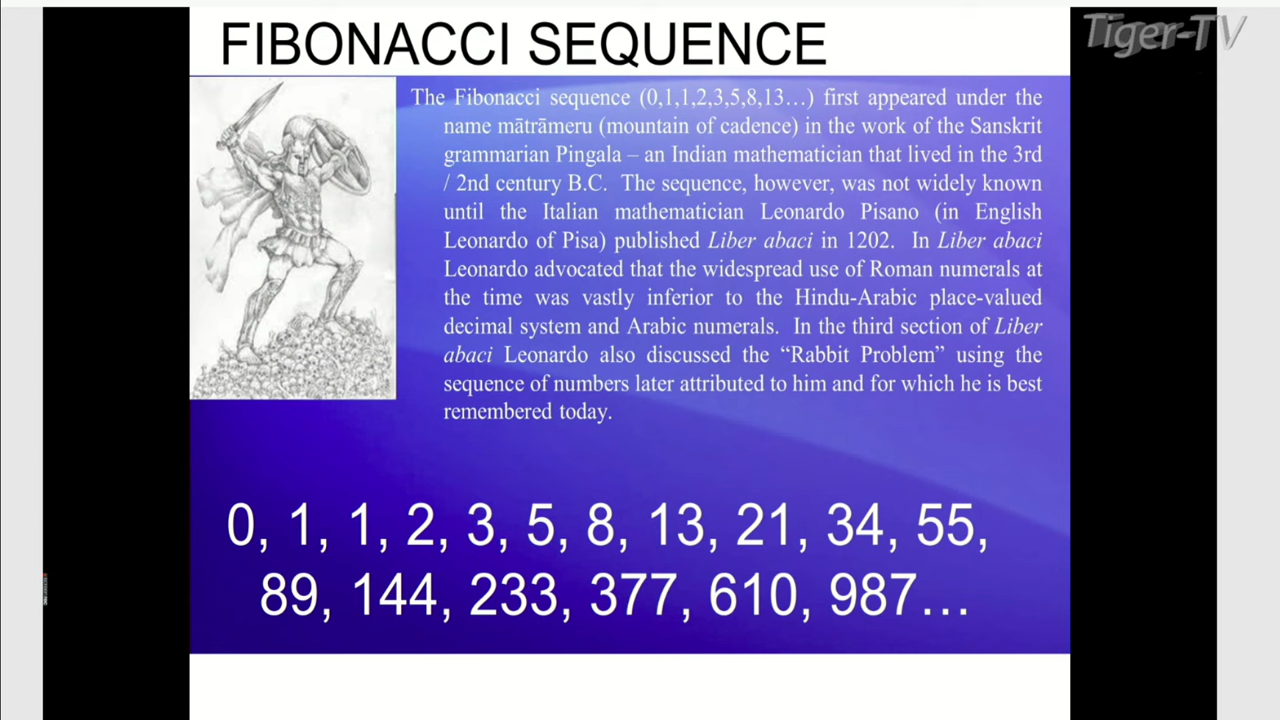 FIBONACCI SEQUENCE
Tiger-TV
The Fibonacci sequence (0,1,1,2,3,5,8,13…) first appeared under the
name mātrāmeru (mountain of cadence) in the work of the Sanskrit
grammarian Pingala – an Indian mathematician that lived in the 3rd
/ 2nd century B.C. The sequence, however, was not widely known
until the Italian mathematician Leonardo Pisano (in English
Leonardo of Pisa) published Liber abaci in 1202. In Liber abaci
Leonardo advocated that the widespread use of Roman numerals at
the time was vastly inferior to the Hindu-Arabic place-valued
decimal system and Arabic numerals. In the third section of Liber
abaci Leonardo also discussed the “Rabbit Problem” using the
sequence of numbers later attributed to him and for which he is best
remembered today.
0, 1, 1, 2, 3, 5, 8, 13, 21, 34, 55,
89, 144, 233, 377, 610, 987…